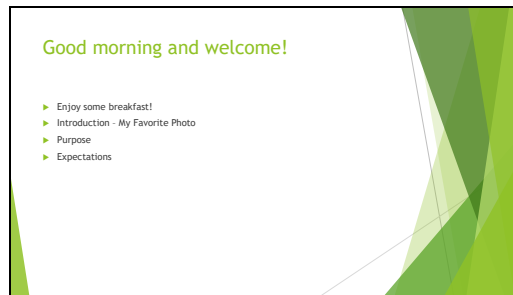 Good morning and welcome!
Enjoy some breakfast!
Introduction – My Favorite Photo
Purpose
Expectations